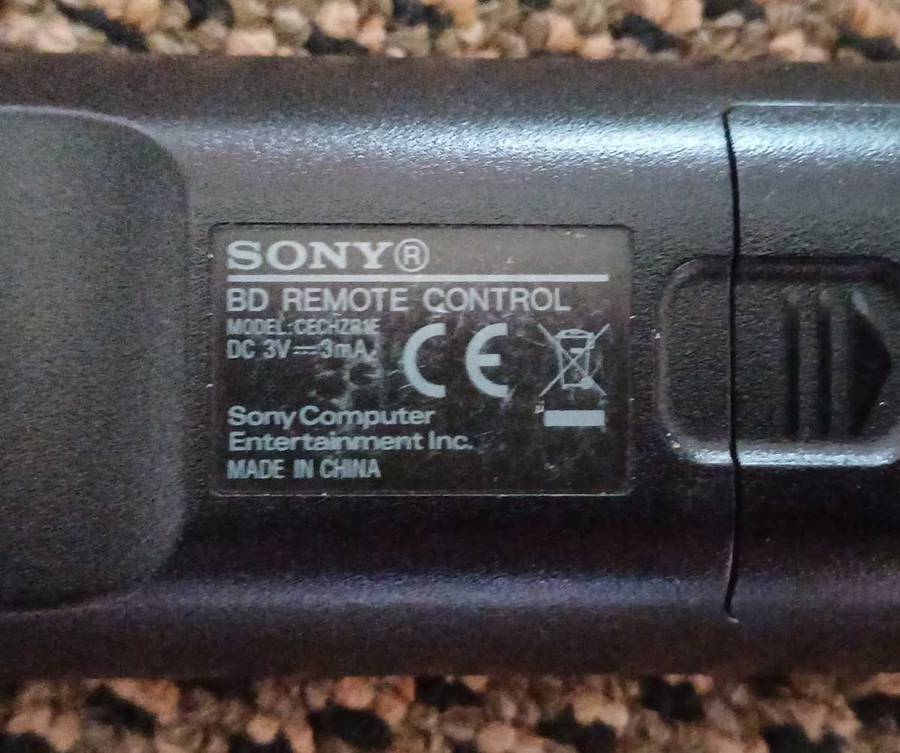 SONY®
BD REMOTE CONTROL
MODEL:CECHZR1E
DC 3V⎓3mA
CE
Sony Computer
Entertainment Inc.
MADE IN CHINA